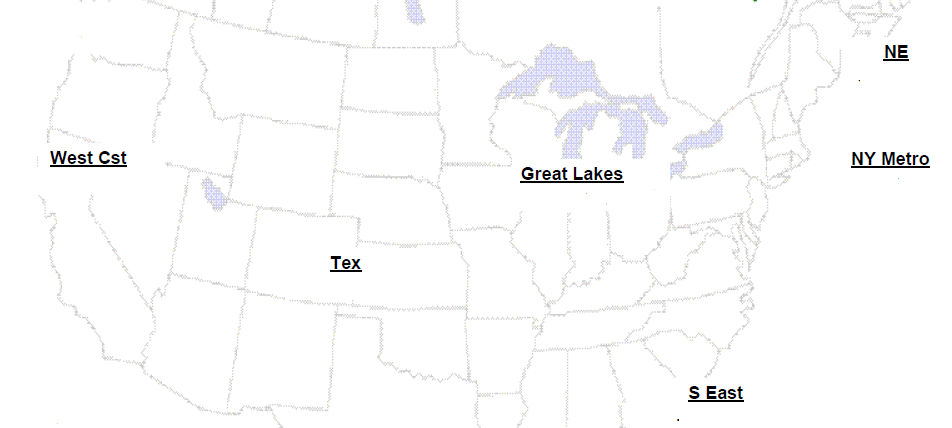 NE
West Cst
NY Metro
Great Lakes
Tex
S East